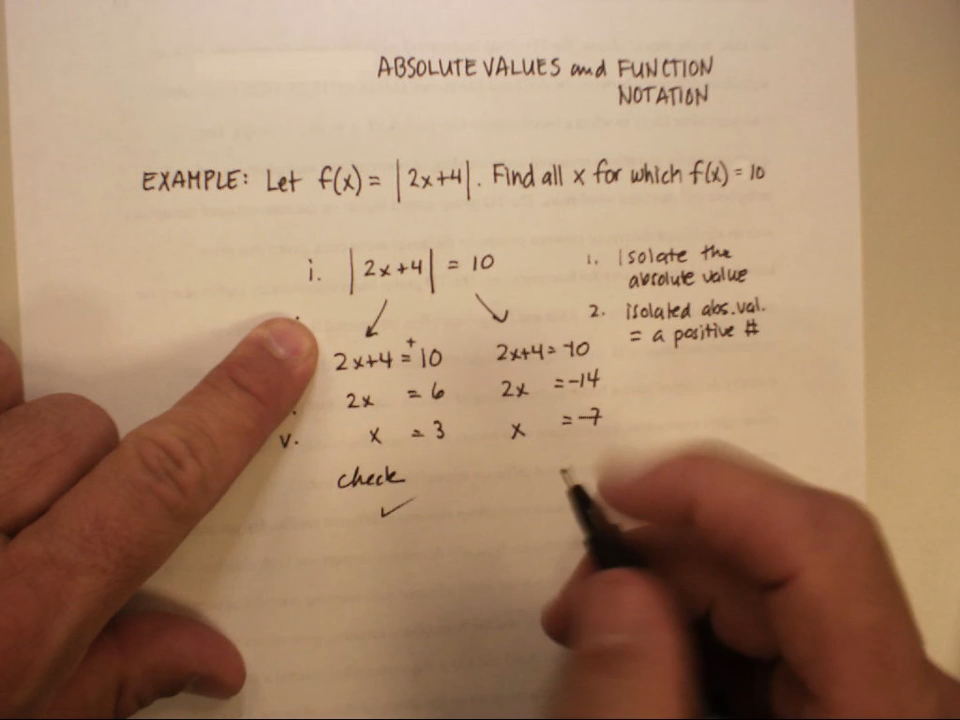 ABSOLUTE VALUES and FUNCTION
NOTATION
EXAMPLE: Let f(x) = |2x+4|. Find all x for which f(x) = 10
i. |2x+4| = 10
1. Isolate the
absolute value
2. isolated abs.val.
= a positive #
2x+4 = +10
2x+4 = -10
2x = 6
2x = -14
v. x = 3
x = -7
check
✓